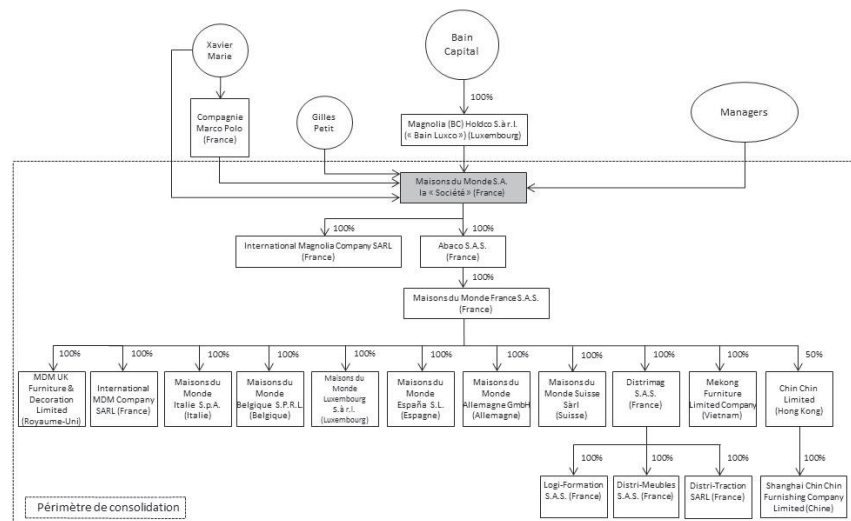 Xavier
Marie
Bain
Capital
100%
Compagnie
Marco Polo
(France)
Gilles
Petit
Magnolia (BC) Holdco S.à r.l.
(« Bain Luxco ») (Luxembourg)
Managers
Maisons du Monde S.A.
la « Société » (France)
100%
100%
International Magnolia Company SARL
(France)
Abaco S.A.S.
(France)
100%
Maisons du Monde France S.A.S.
(France)
100%
100%
100%
100%
100%
100%
100%
100%
100%
100%
50%
MDM UK
Furniture &
Decoration
Limited
(Royaume-Uni)
International
MDM Company
SARL (France)
Maisons du
Monde
Italie S.p.A.
(Italie)
Maisons du
Monde
Belgique S.P.R.L.
(Belgique)
Maisons du
Monde
Luxembourg
S.à r.l.
(Luxembourg)
Maisons du
Monde
España S.L.
(Espagne)
Maisons du
Monde
Allemagne GmbH
(Allemagne)
Maisons du
Monde Suisse
Sàrl
(Suisse)
Distrimag
S.A.S.
(France)
Mekong
Furniture
Limited Company
(Vietnam)
Chin Chin
Limited
(Hong Kong)
100%
100%
100%
100%
Logi-Formation
S.A.S. (France)
Distri-Meubles
S.A.S. (France)
Distri-Traction
SARL (France)
Shanghai Chin Chin
Furnishing Company
Limited (Chine)
Périmètre de consolidation